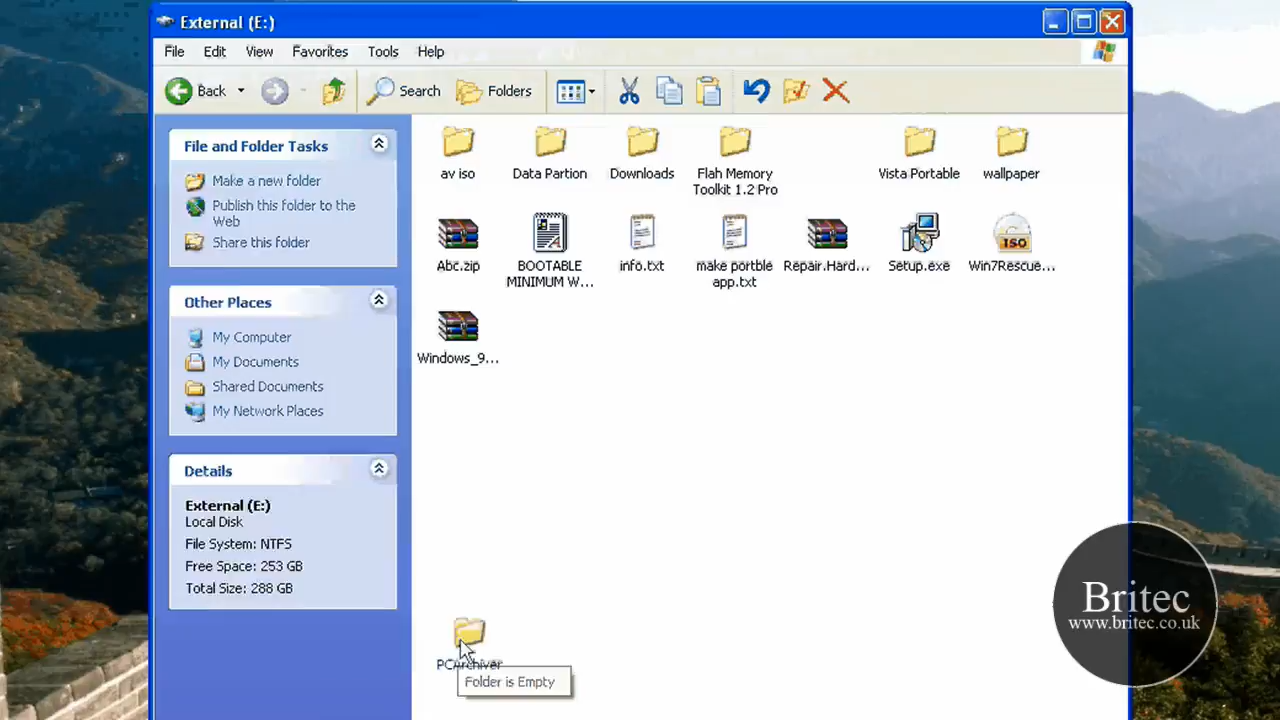 External (E:)
File Edit View Favorites Tools Help
Back Search Folders
File and Folder Tasks
Make a new folder
Publish this folder to the
Web
Share this folder
Other Places
My Computer
My Documents
Shared Documents
My Network Places
Details
External (E:)
Local Disk
File System: NTFS
Free Space: 253 GB
Total Size: 288 GB
av iso
Data Partion
Downloads
Flah Memory
Toolkit 1.2 Pro
Vista Portable
wallpaper
Abc.zip
BOOTABLE
MINIMUM W...
info.txt
make portble
app.txt
Repair.Hard...
Setup.exe
ISO
Win7Rescue...
Windows_9...
PCArchiver
Folder is Empty
Britec
www.britec.co.uk